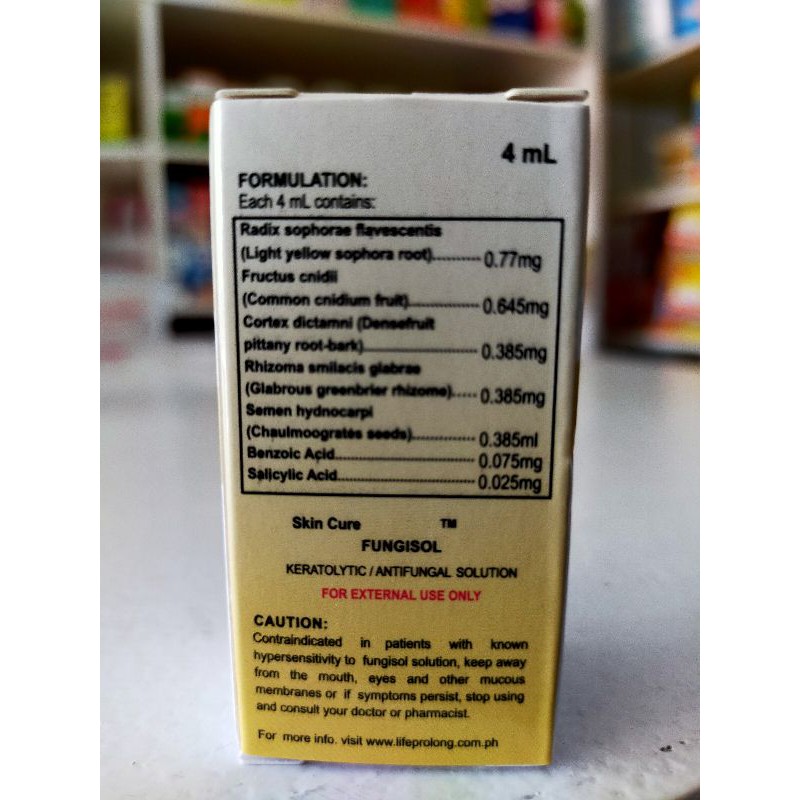 4 mL
FORMULATION:
Each 4 mL contains:
Radix sophorae flavescentis
(Light yellow sophora root)........... 0.77mg
Fructus cnidii
(Common cnidium fruit)................ 0.645mg
Cortex dictamni (Densefruit
pittany root-bark)........................... 0.385mg
Rhizoma smilacis glabrae
(Glabrous greenbrier rhizome)...... 0.385mg
Semen hydnocarpi
(Chaulmoogrates seeds)............... 0.385ml
Benzoic Acid................................. 0.075mg
Salicylic Acid................................. 0.025mg
Skin Cure TM
FUNGISOL
KERATOLYTIC / ANTIFUNGAL SOLUTION
FOR EXTERNAL USE ONLY
CAUTION:
Contraindicated in patients with known
hypersensitivity to fungisol solution, keep away
from the mouth, eyes and other mucous
membranes or if symptoms persist, stop using
and consult your doctor or pharmacist.
For more info. visit www.lifeprolong.com.ph